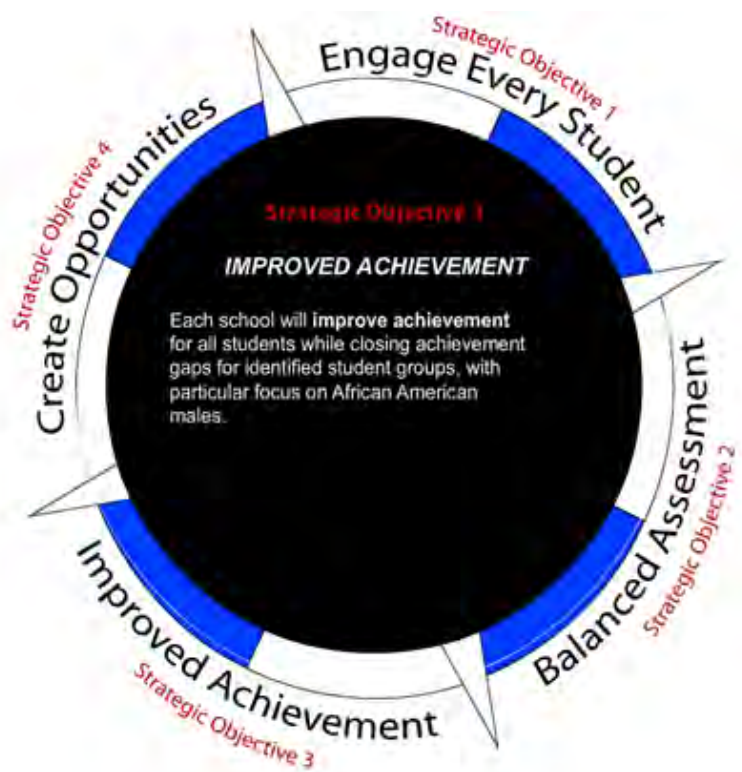 Strategic Objective 1
Engage Every Student
Strategic Objective 3
IMPROVED ACHIEVEMENT
Each school will improve achievement
for all students while closing achievement
gaps for identified student groups, with
particular focus on African American
males.
Balanced Assessment
Strategic Objective 2
Improved Achievement
Strategic Objective 3
Create Opportunities
Strategic Objective 4